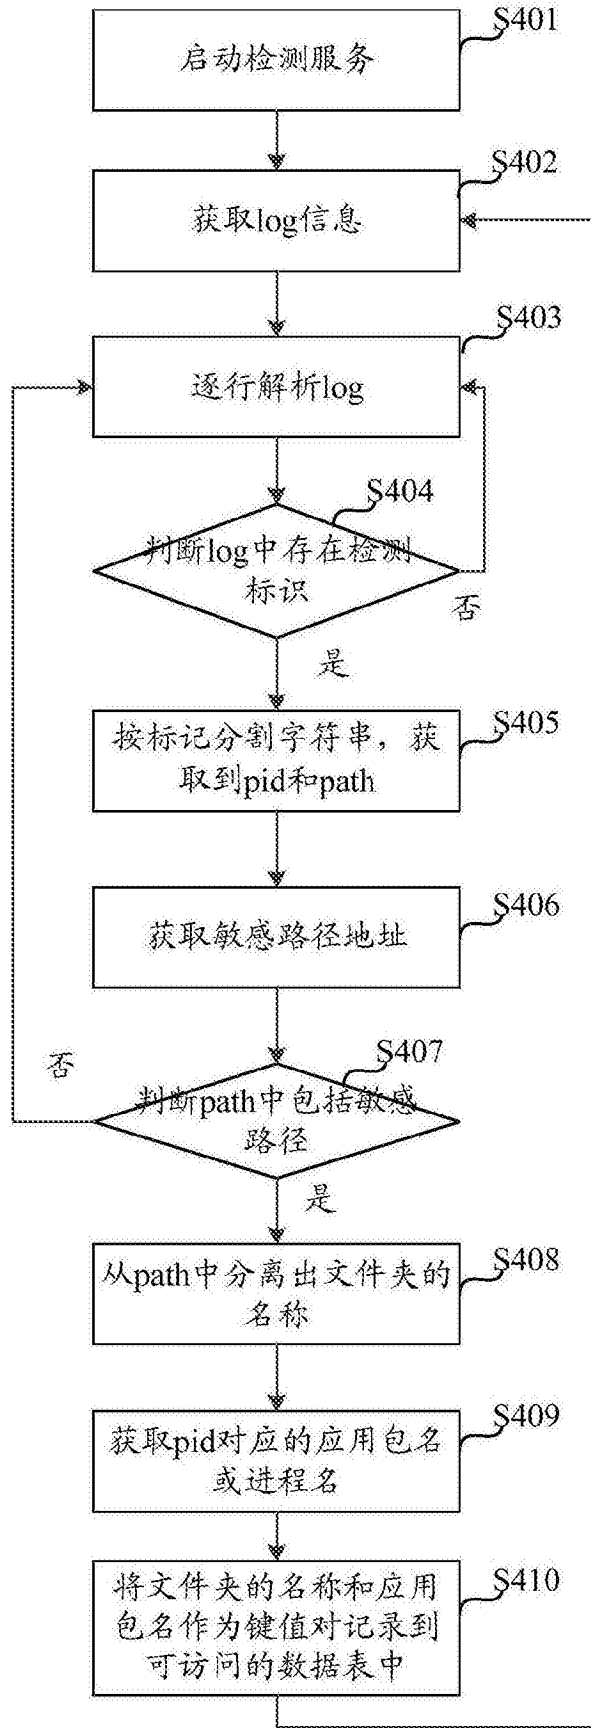 S401
启动检测服务
S402
获取log信息
S403
逐行解析log
S404
判断log中存在检测
标识
否
是
按标记分割字符串，获
取到pid和path
S405
获取敏感路径地址
S406
否
S407
判断path中包括敏感
路径
是
从path中分离出文件夹的
名称
S408
获取pid对应的应用包名
或进程名
S409
将文件夹的名称和应用
包名作为键值对记录到
可访问的数据表中
S410